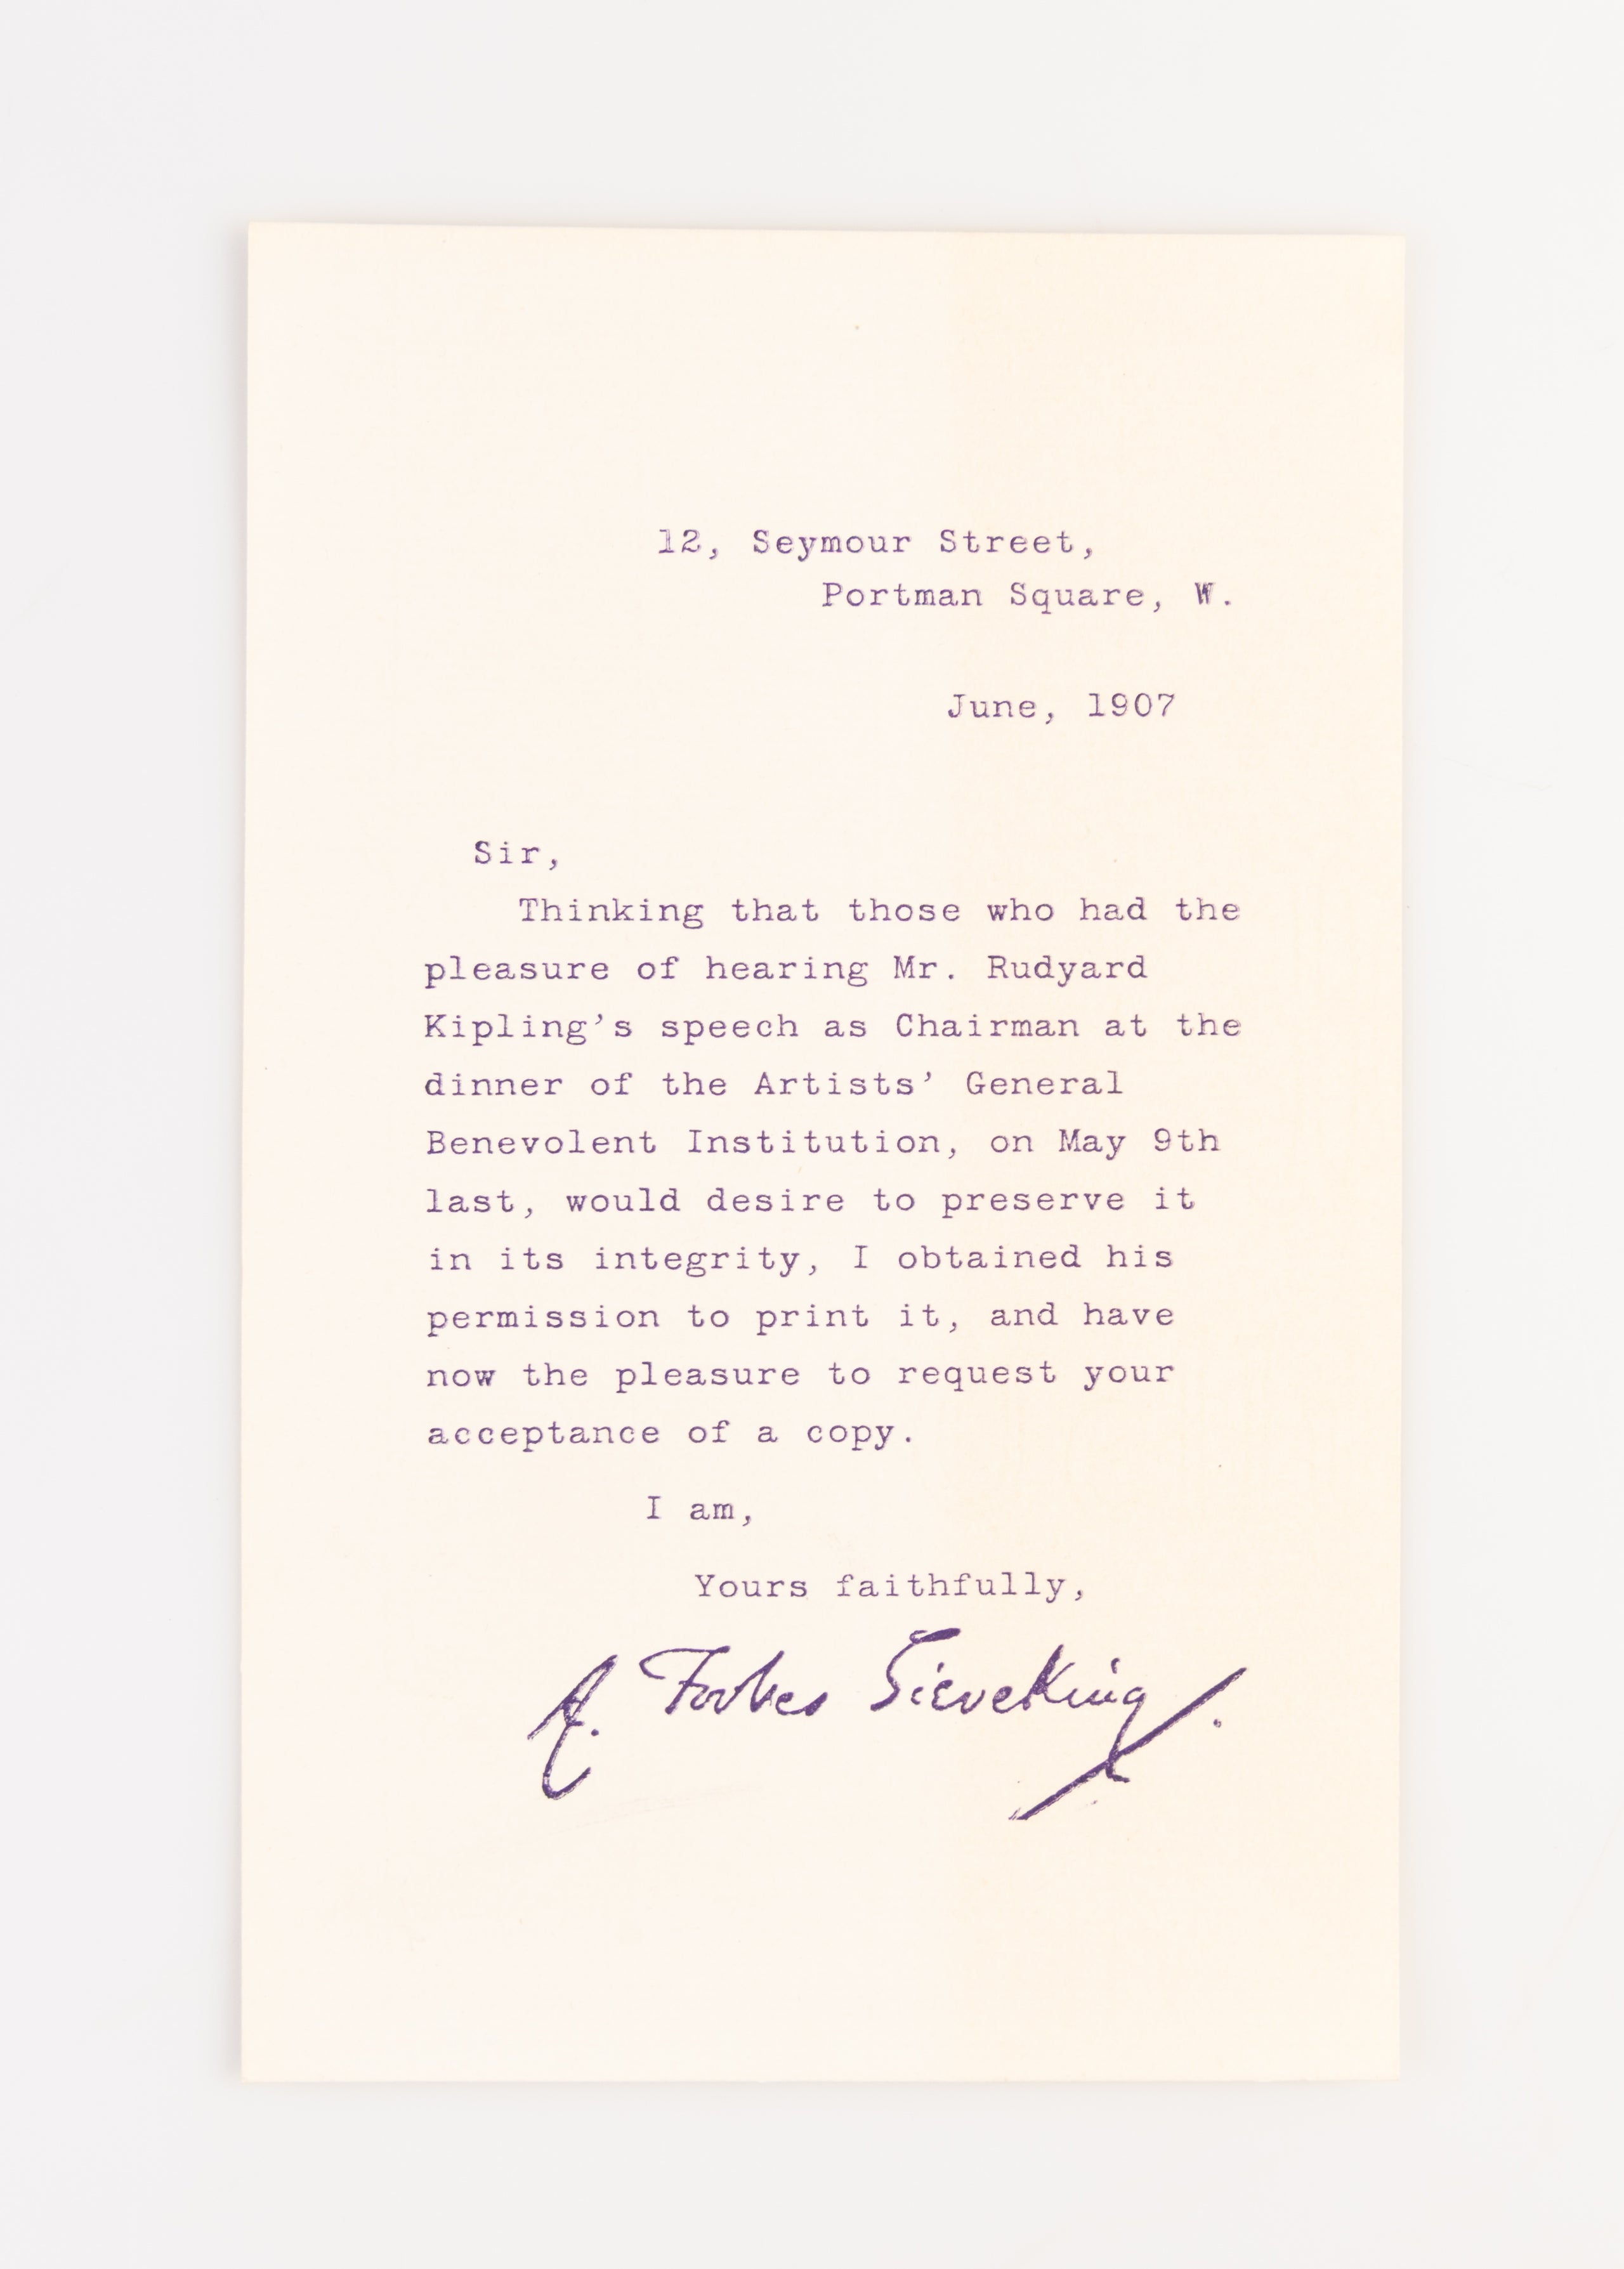 12, Seymour Street,
Portman Square, W.
June, 1907
Sir,
Thinking that those who had the
pleasure of hearing Mr. Rudyard
Kipling's speech as Chairman at the
dinner of the Artists' General
Benevolent Institution, on May 9th
last, would desire to preserve it
in its integrity, I obtained his
permission to print it, and have
now the pleasure to request your
acceptance of a copy.
I am,
Yours faithfully,
A. Forbes Sieveking.